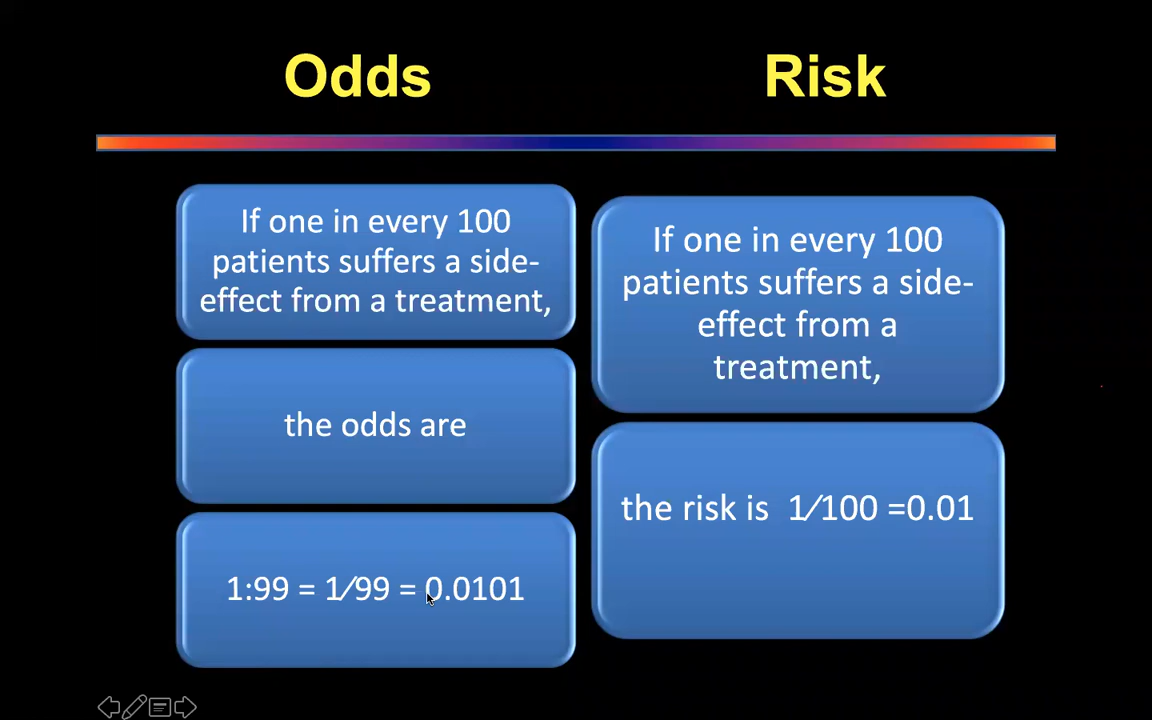 Odds
Risk
If one in every 100
patients suffers a side-
effect from a treatment,
the odds are
1:99 = 1⁄99 = 0.0101
If one in every 100
patients suffers a side-
effect from a
treatment,
the risk is  1⁄100 =0.01